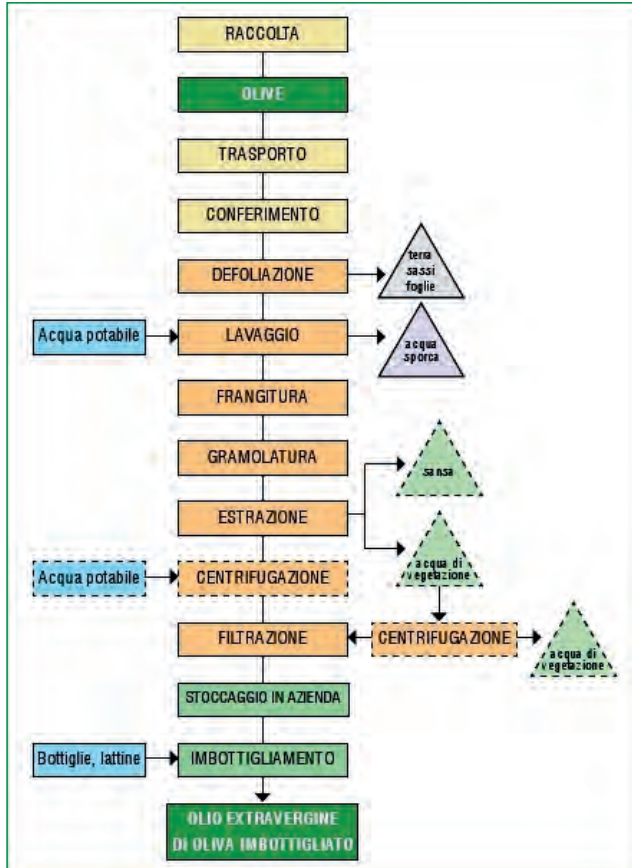 RACCOLTA
OLIVE
TRASPORTO
CONFERIMENTO
DEFOLIAZIONE
terra
sassi
foglie
Acqua potabile
LAVAGGIO
acqua
sporca
FRANGITURA
GRAMOLATURA
sansa
ESTRAZIONE
acqua di
vegetazione
Acqua potabile
CENTRIFUGAZIONE
FILTRAZIONE
CENTRIFUGAZIONE
acqua di
vegetazione
STOCCAGGIO IN AZIENDA
Bottiglie, lattine
IMBOTTIGLIAMENTO
OLIO EXTRAVERGINE
DI OLIVA IMBOTTIGLIATO